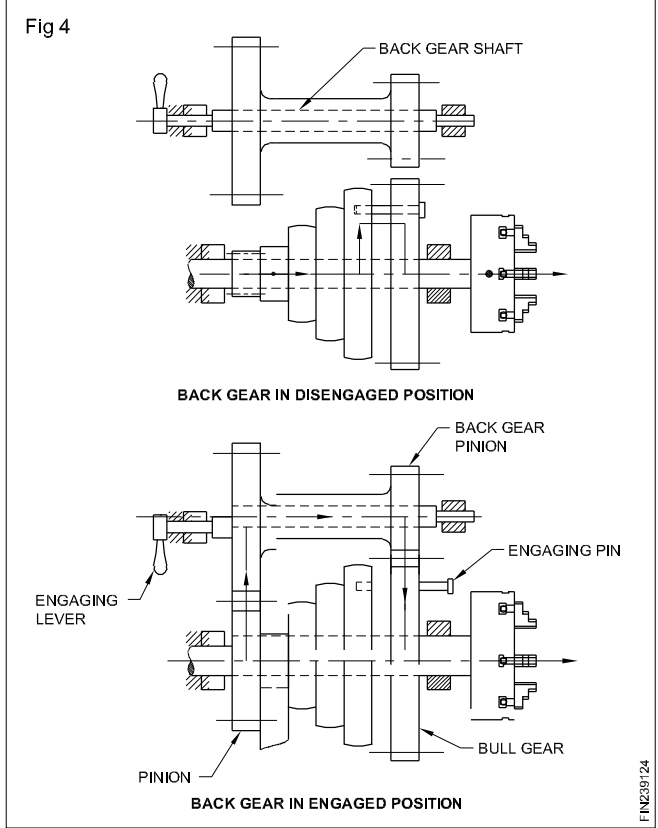 Fig 4
BACK GEAR SHAFT
BACK GEAR IN DISENGAGED POSITION
BACK GEAR
PINION
ENGAGING PIN
ENGAGING
LEVER
BULL GEAR
PINION
BACK GEAR IN ENGAGED POSITION
FIN239124